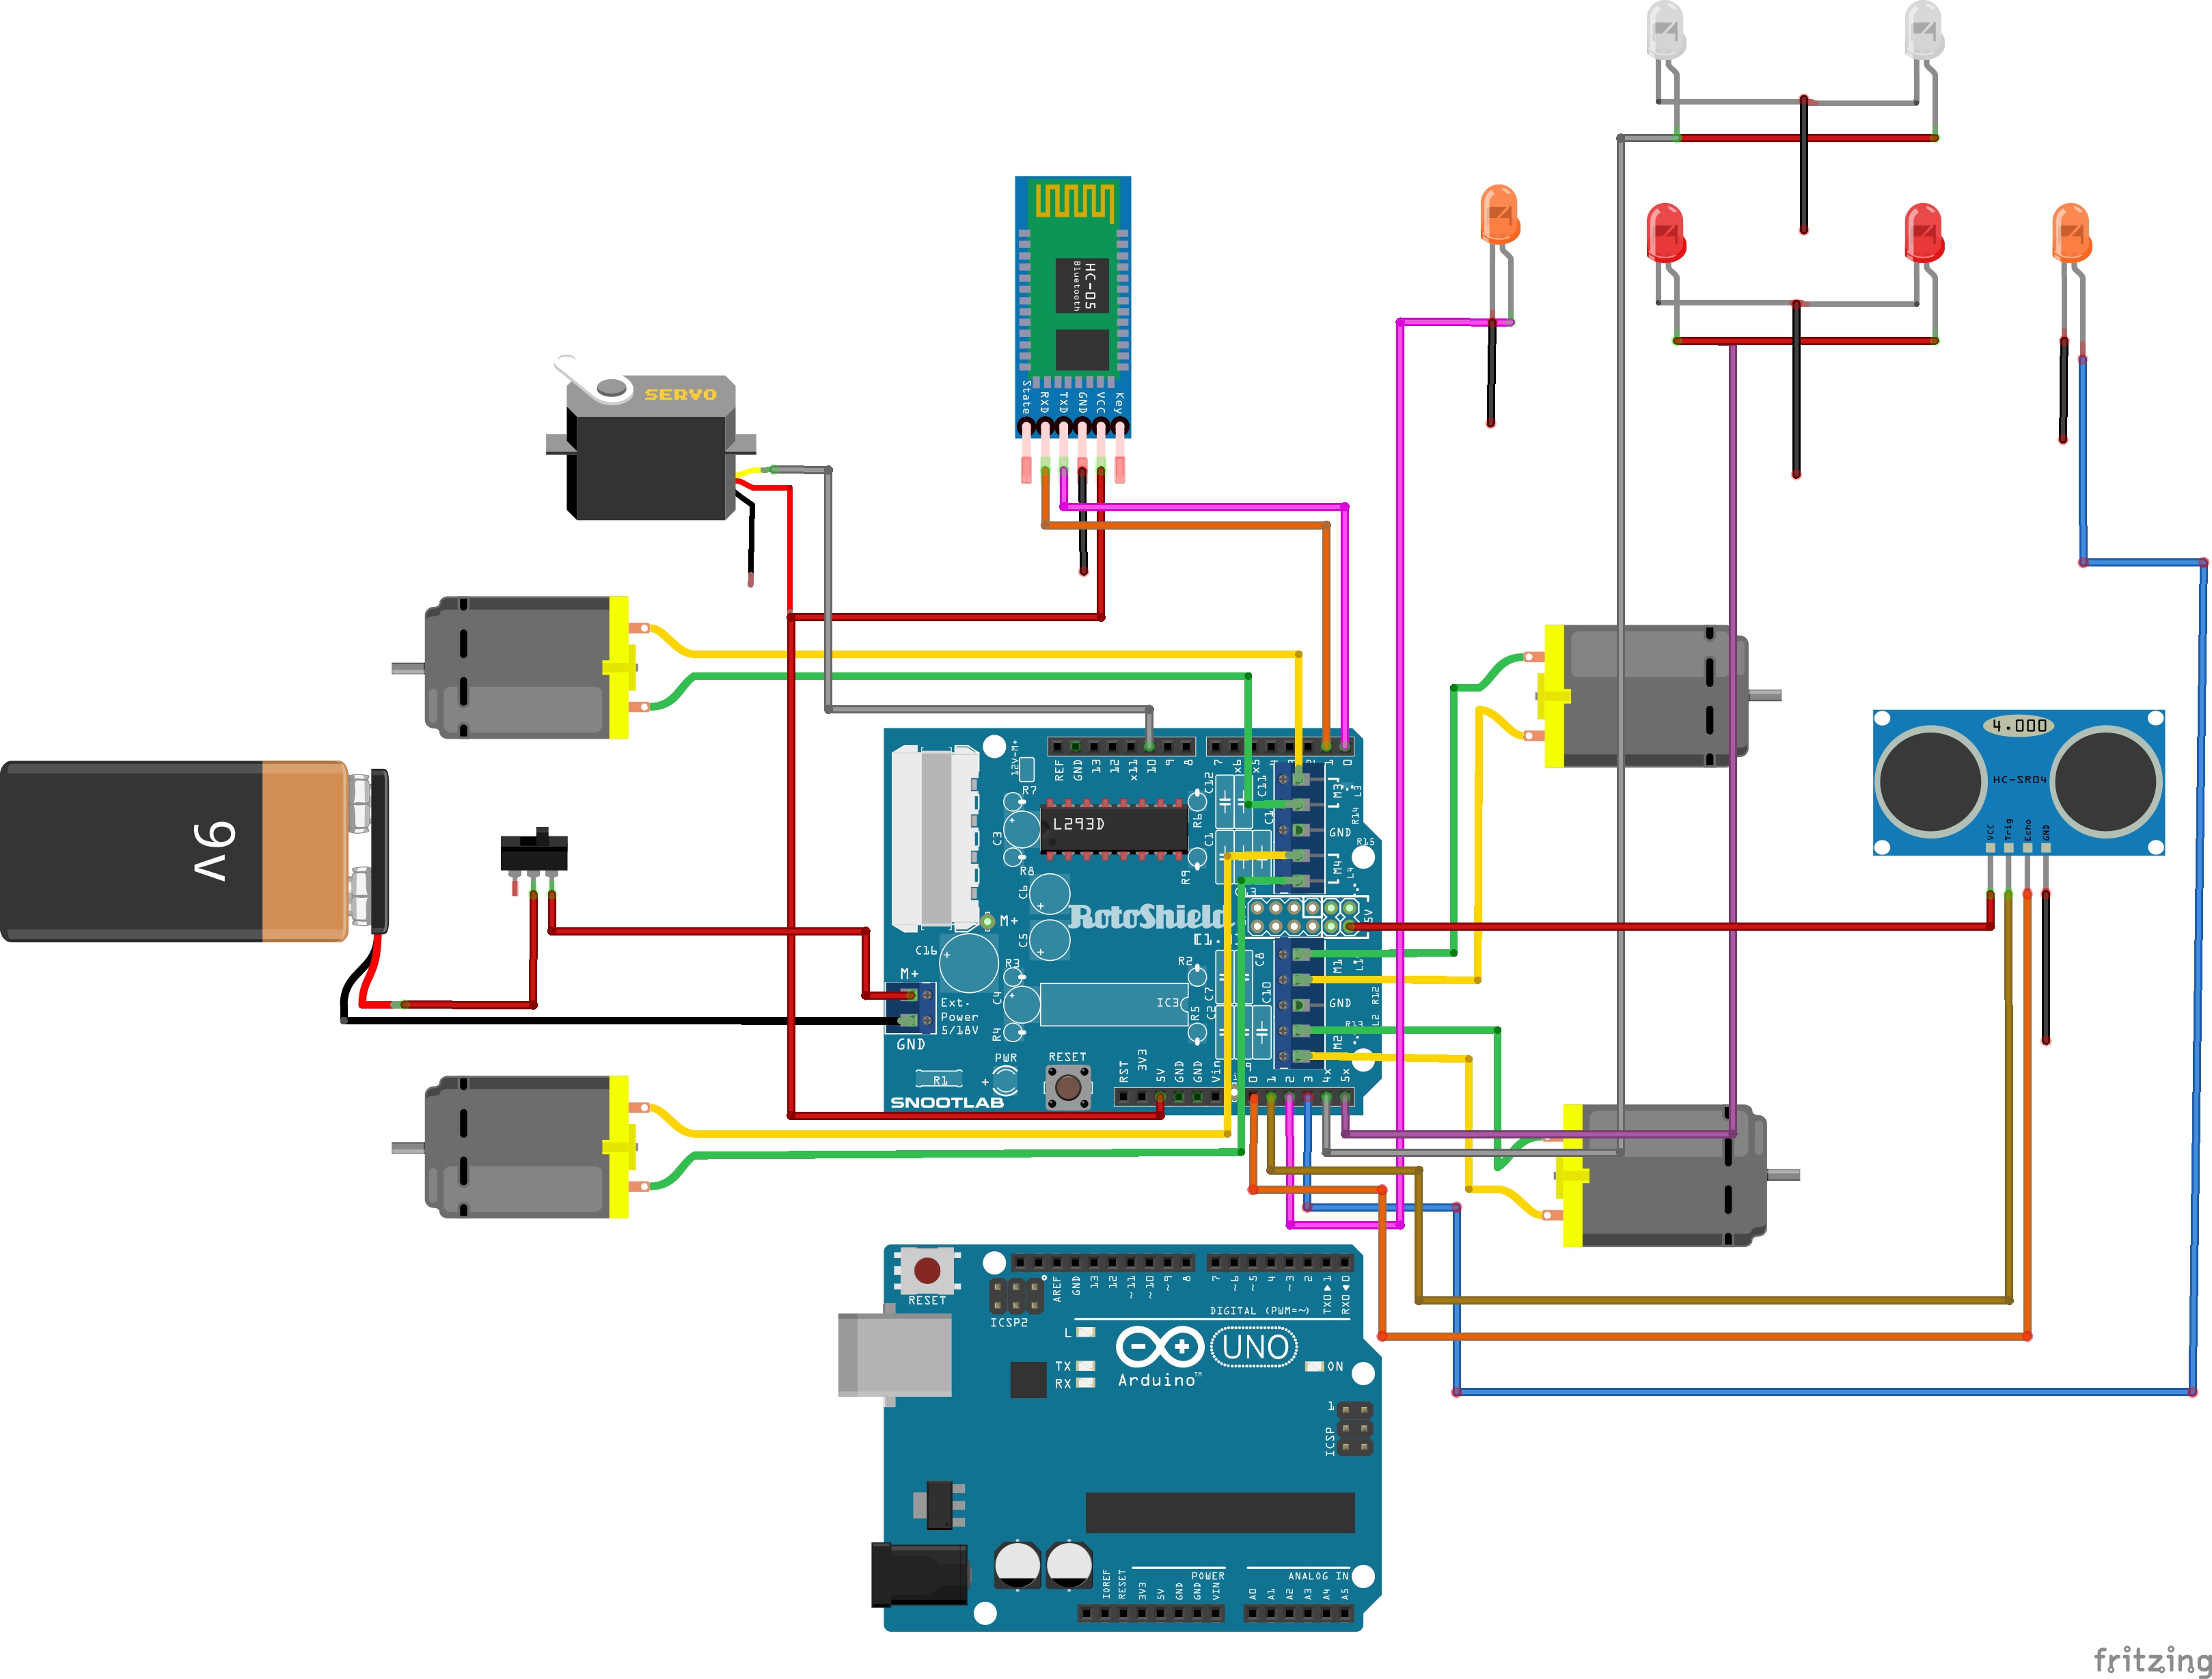 HC-05
Bluetooth
State
RXD
TXD
GND
VCC
Key
SERVO
9V
4.000
HC-SR04
VCC
Trig
Echo
GND
REF
GND
13
12
x11
10
9
8
7
x6
x5
4
1
0
12V-M+
R7
C3
L293D
R6
C12
C11
C1
M3
L3
R14
GND
R15
R8
C6
R9
M4
L4
RotoShield
M+
5V
C5
C16
M+
R3
R2
C8
M1
Ext.
Power
5/18V
GND
C4
IC3
C7
C10
GND
R12
R4
R5
C2
R13
L2
M2
PWR
RESET
R1
+
SNOOTLAB
RST
3V3
5V
GND
GND
Vin
0
1
2
3
4x
5x
RESET
ICSP2
AREF
GND
13
12
~11
~10
~9
8
7
~6
~5
4
~3
2
TX0▶1
RX0◀0
DIGITAL (PWM=~)
L
TX
RX
UNO
Arduino™
ON
1
ICSP
IOREF
RESET
3V3
5V
GND
GND
VIN
POWER
ANALOG IN
A0
A1
A2
A3
A4
A5
fritzing